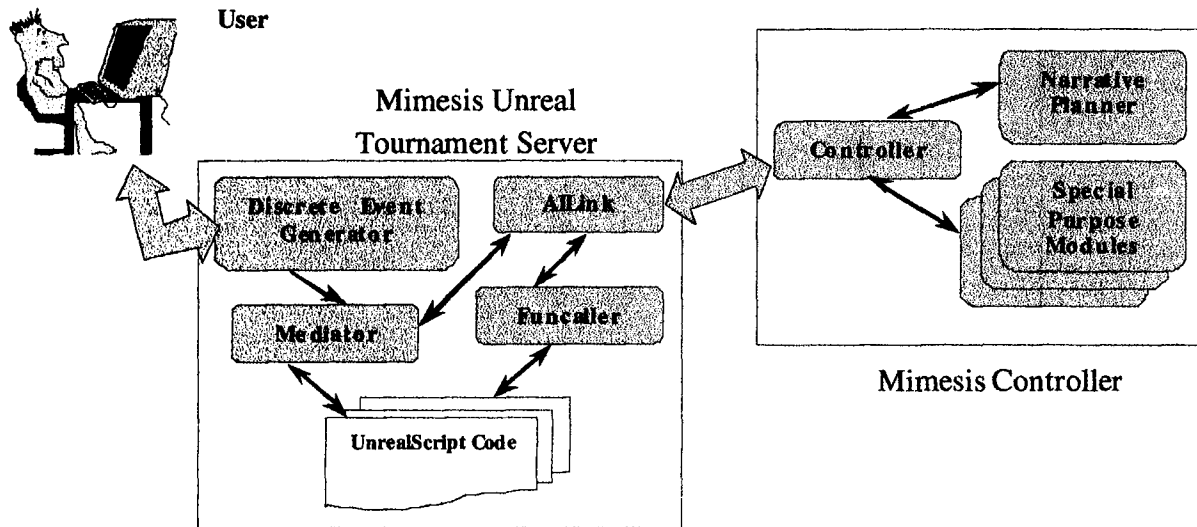 User
Mimesis Unreal
Tournament Server
Discrete Event
Generator
AILink
Mediator
Funcaller
UnrealScript Code
Controller
Narrative
Planner
Special
Purpose
Modules
Mimesis Controller